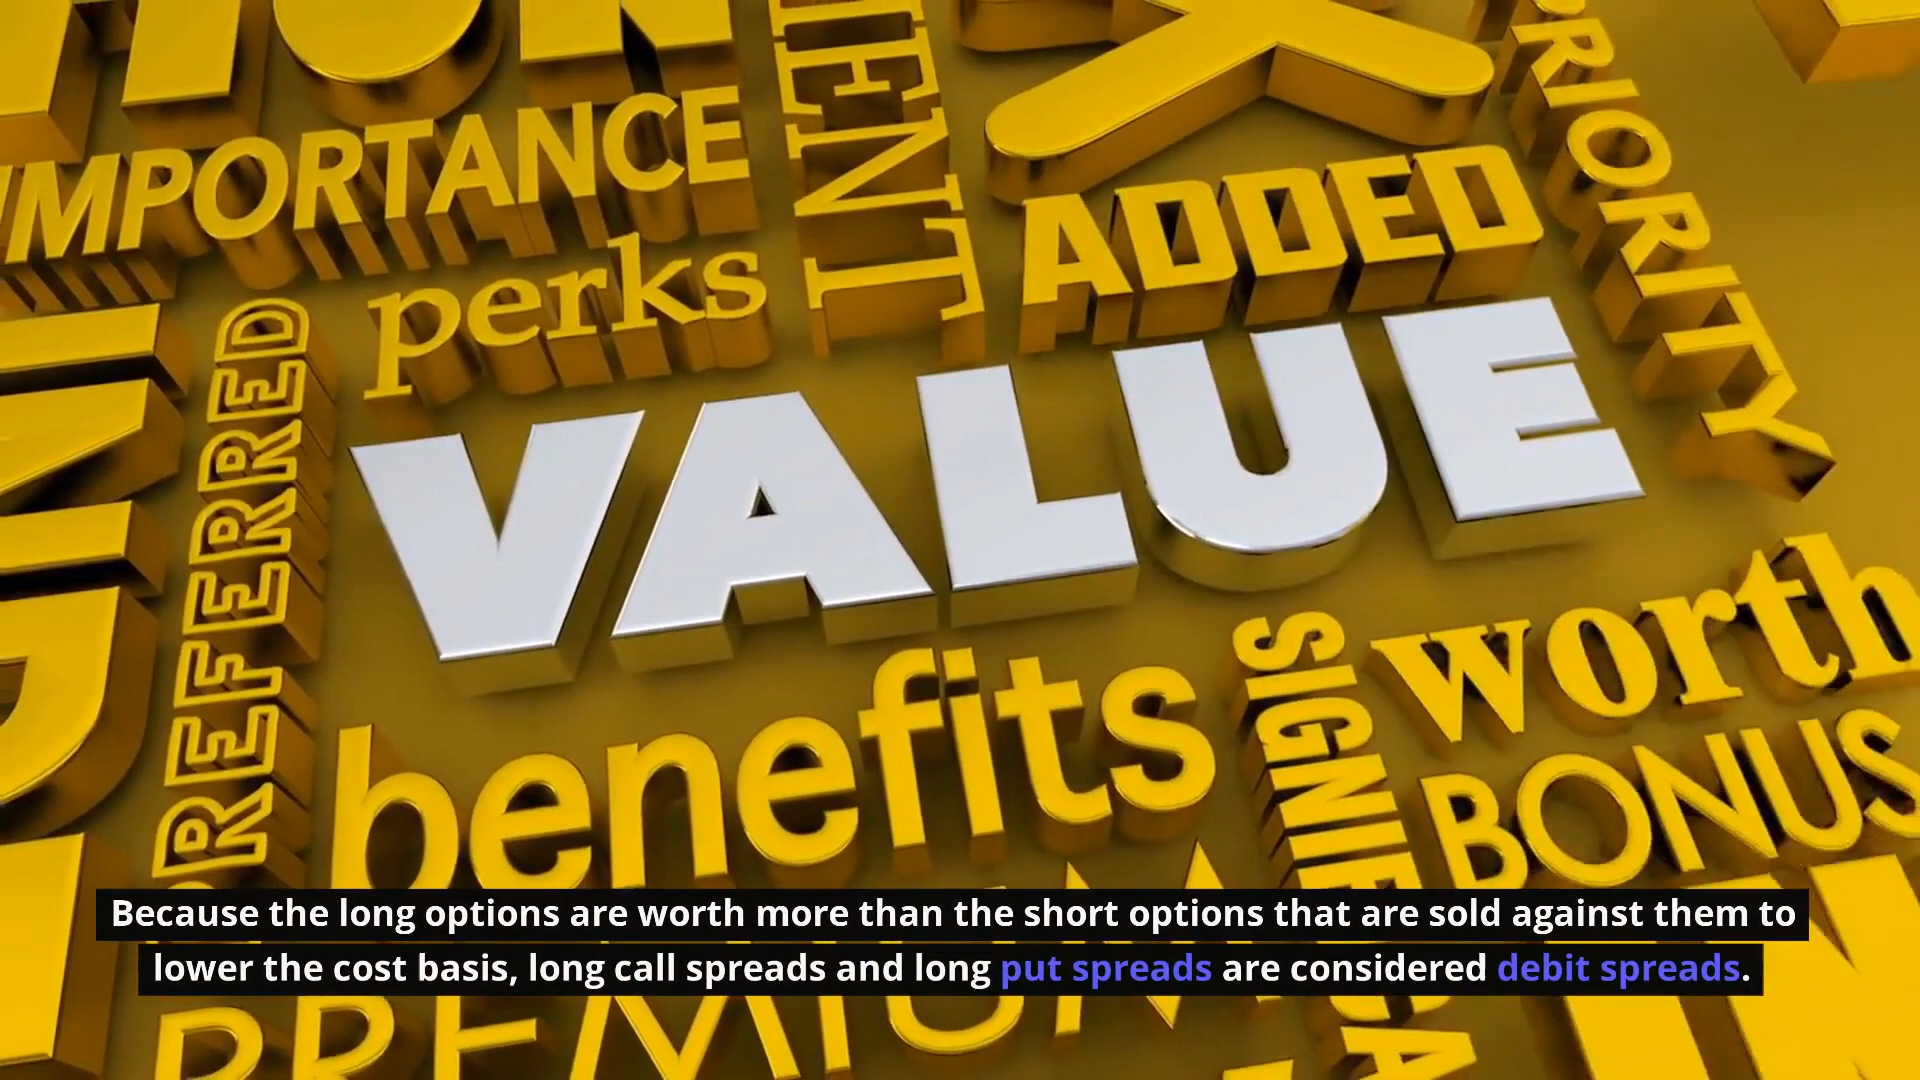 IMPORTANCE
perks
ADDED
PRIORITY
PREFERRED
VALUE
benefits
worth
BONUS
Because the long options are worth more than the short options that are sold against them to
lower the cost basis, long call spreads and long put spreads are considered debit spreads.
PREMIUM